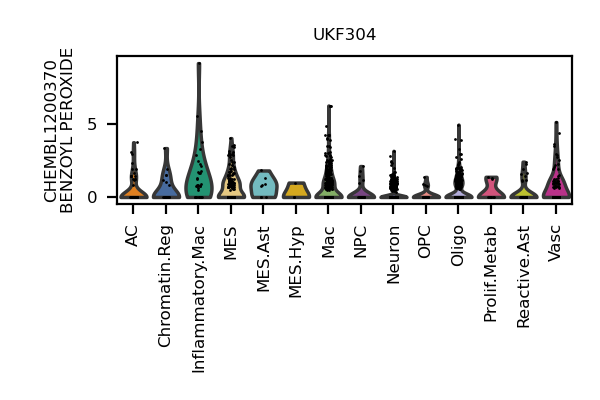 UKF304
CHEMBL1200370
BENZOYL PEROXIDE
5
0
AC
Chromatin.Reg
Inflammatory.Mac
MES
MES.Ast
MES.Hyp
Mac
NPC
Neuron
OPC
Oligo
Prolif.Metab
Reactive.Ast
Vasc